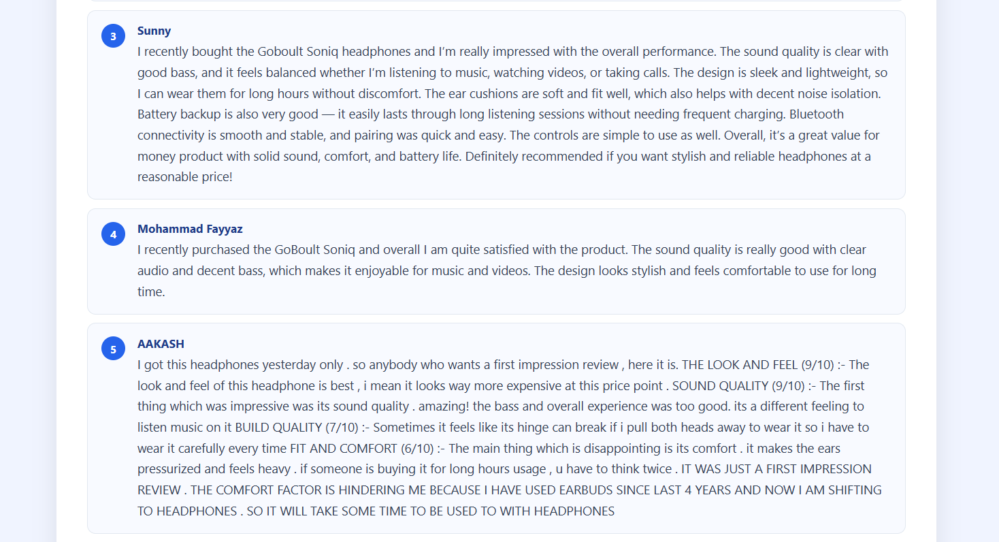 3
Sunny
I recently bought the Goboult Soniq headphones and I’m really impressed with the overall performance. The sound quality is clear with
good bass, and it feels balanced whether I’m listening to music, watching videos, or taking calls. The design is sleek and lightweight, so
I can wear them for long hours without discomfort. The ear cushions are soft and fit well, which also helps with decent noise isolation.
Battery backup is also very good — it easily lasts through long listening sessions without needing frequent charging. Bluetooth
connectivity is smooth and stable, and pairing was quick and easy. The controls are simple to use as well. Overall, it’s a great value for
money product with solid sound, comfort, and battery life. Definitely recommended if you want stylish and reliable headphones at a
reasonable price!
4
Mohammad Fayyaz
I recently purchased the GoBoult Soniq and overall I am quite satisfied with the product. The sound quality is really good with clear
audio and decent bass, which makes it enjoyable for music and videos. The design looks stylish and feels comfortable to use for long
time.
5
AAKASH
I got this headphones yesterday only . so anybody who wants a first impression review , here it is. THE LOOK AND FEEL (9/10) :- The
look and feel of this headphone is best , i mean it looks way more expensive at this price point . SOUND QUALITY (9/10) :- The first
thing which was impressive was its sound quality . amazing! the bass and overall experience was too good. its a different feeling to
listen music on it BUILD QUALITY (7/10) :- Sometimes it feels like its hinge can break if i pull both heads away to wear it so i have to
wear it carefully every time FIT AND COMFORT (6/10) :- The main thing which is disappointing is its comfort . it makes the ears
pressurized and feels heavy . if someone is buying it for long hours usage , u have to think twice . IT WAS JUST A FIRST IMPRESSION
REVIEW . THE COMFORT FACTOR IS HINDERING ME BECAUSE I HAVE USED EARBUDS SINCE LAST 4 YEARS AND NOW I AM SHIFTING
TO HEADPHONES . SO IT WILL TAKE SOME TIME TO BE USED TO WITH HEADPHONES